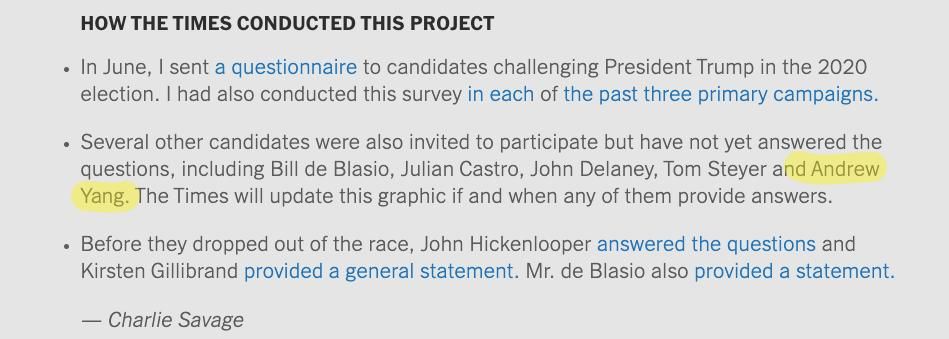 HOW THE TIMES CONDUCTED THIS PROJECT
• In June, I sent a questionnaire to candidates challenging President Trump in the 2020
election. I had also conducted this survey in each of the past three primary campaigns.
• Several other candidates were also invited to participate but have not yet answered the
questions, including Bill de Blasio, Julian Castro, John Delaney, Tom Steyer and Andrew
Yang. The Times will update this graphic if and when any of them provide answers.
• Before they dropped out of the race, John Hickenlooper answered the questions and
Kirsten Gillibrand provided a general statement. Mr. de Blasio also provided a statement.
— Charlie Savage